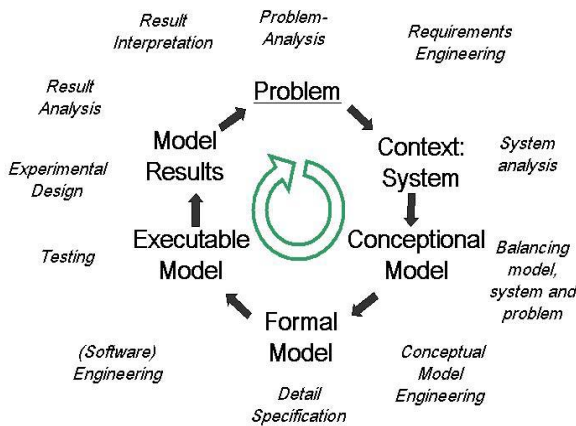 Result
Interpretation
Problem-
Analysis
Requirements
Engineering
Result
Analysis
Problem
Model
Results
Context:
System
System
analysis
Experimental
Design
Testing
Executable
Model
Conceptional
Model
Balancing
model,
system and
problem
Formal
Model
(Software)
Engineering
Conceptual
Model
Engineering
Detail
Specification